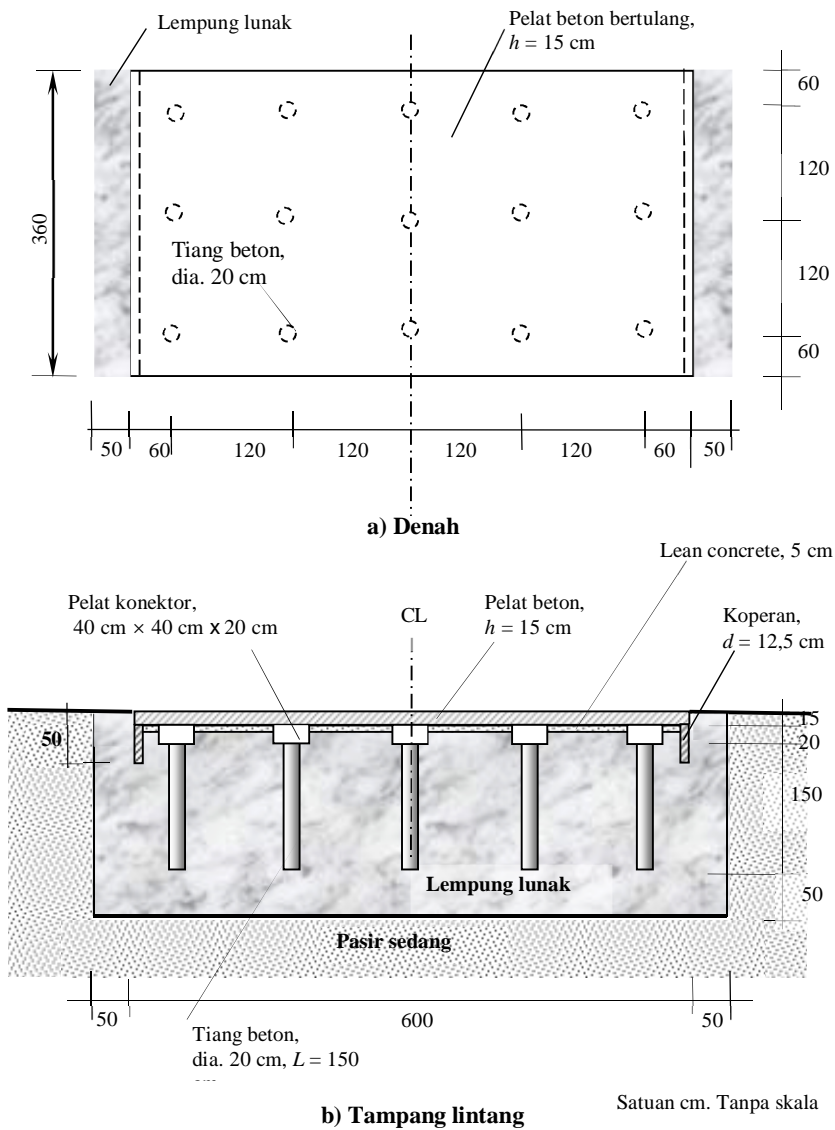 Lempung lunak
Pelat beton bertulang,
h = 15 cm
60
120
120
60
360
Tiang beton,
dia. 20 cm
50
60
120
120
120
120
60
50
a) Denah
Lean concrete, 5 cm
Pelat konektor,
40 cm × 40 cm x 20 cm
CL
Pelat beton,
h = 15 cm
Koperan,
d = 12,5 cm
50
15
20
150
50
Lempung lunak
Pasir sedang
50
600
50
Tiang beton,
dia. 20 cm, L = 150
Satuan cm. Tanpa skala
b) Tampang lintang